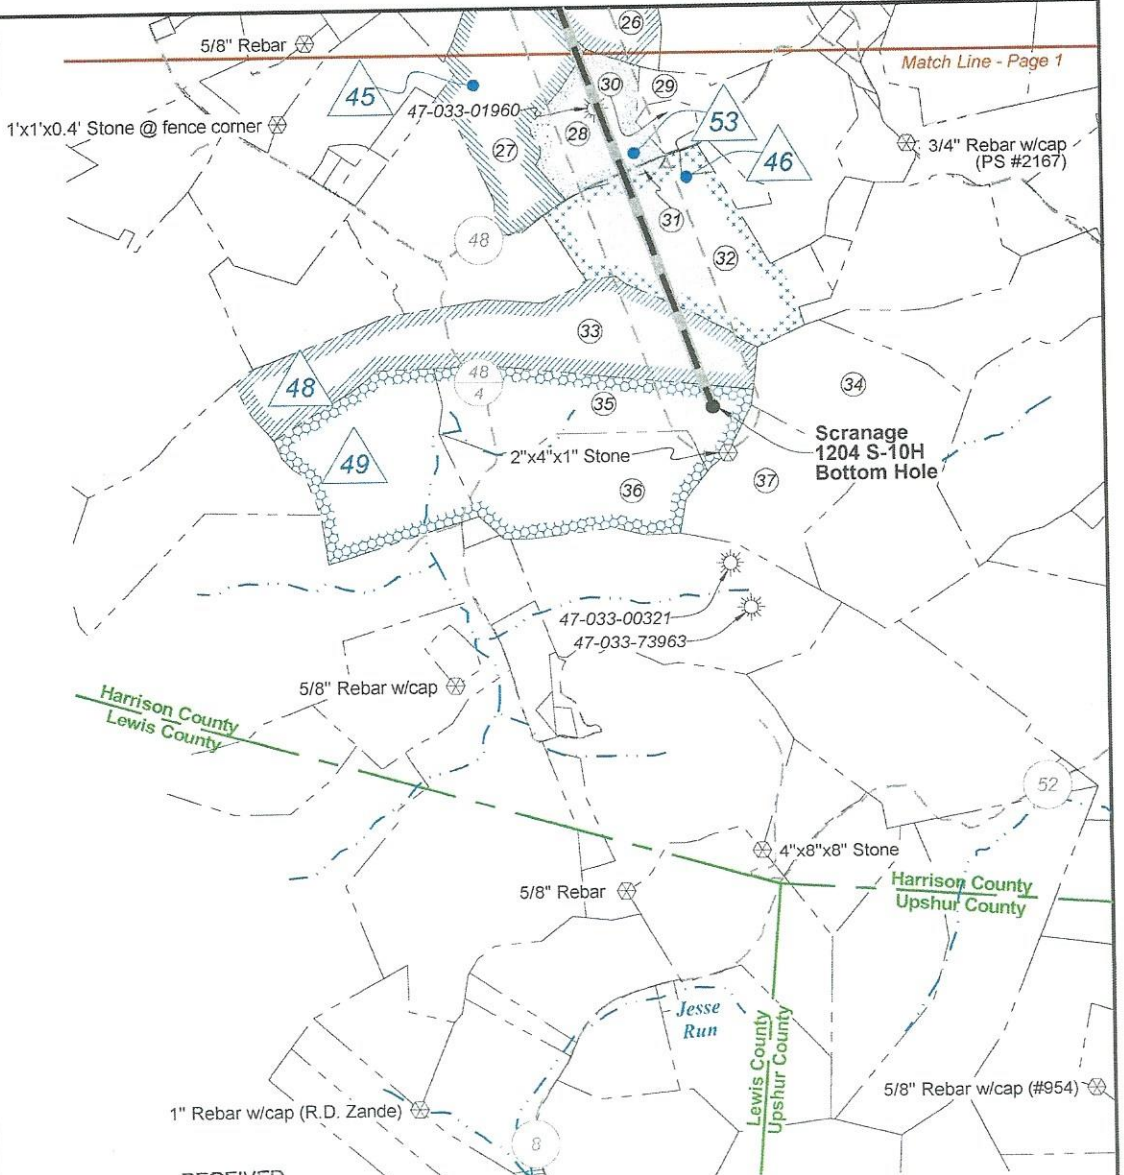 26
5/8" Rebar
Match Line - Page 1
45
47-033-01960
30
29
53
1'x1'x0.4' Stone @ fence corner
28
27
46
3/4" Rebar w/cap
(PS #2167)
31
48
32
33
48
48
4
35
34
Scranage
1204 S-10H
Bottom Hole
2"x4"x1" Stone
49
36
37
47-033-00321
47-033-73963
5/8" Rebar w/cap
Harrison County
Lewis County
52
4"x8"x8" Stone
5/8" Rebar
Harrison County
Upshur County
Jesse
Run
Lewis County
Upshur County
5/8" Rebar w/cap (#954)
1" Rebar w/cap (R.D. Zande)
8
RECEIVED